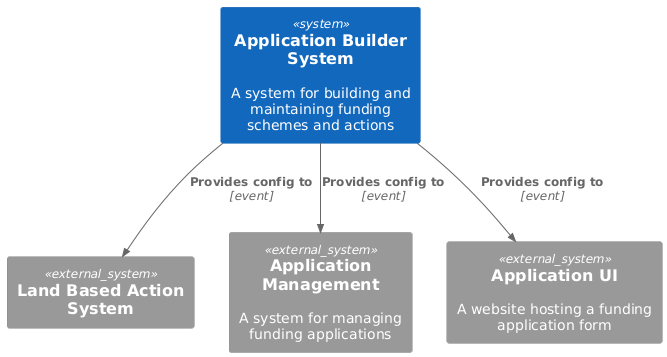 «system»
Application Builder
System
A system for building and
maintaining funding
schemes and actions
Provides config to
[event]
Provides config to
[event]
Provides config to
[event]
«external_system»
Land Based Action
System
«external_system»
Application
Management
A system for managing
funding applications
«external_system»
Application UI
A website hosting a funding
application form